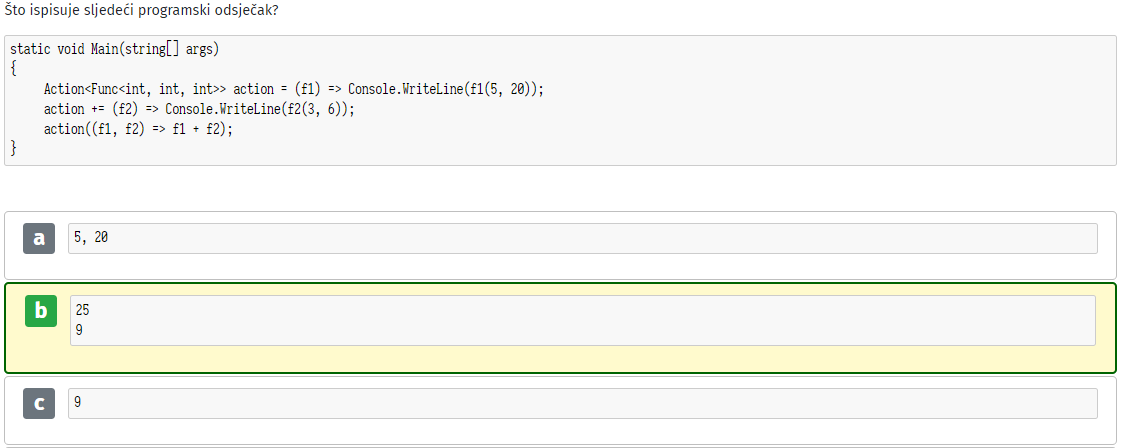 Što ispisuje sljedeći programski odsječak?
static void Main(string[] args)
{
     Action<Func<int, int, int>> action = (f1) => Console.WriteLine(f1(5, 20));
     action += (f2) => Console.WriteLine(f2(3, 6));
     action((f1, f2) => f1 + f2);
}
a
5, 20
b
25
9
c
9